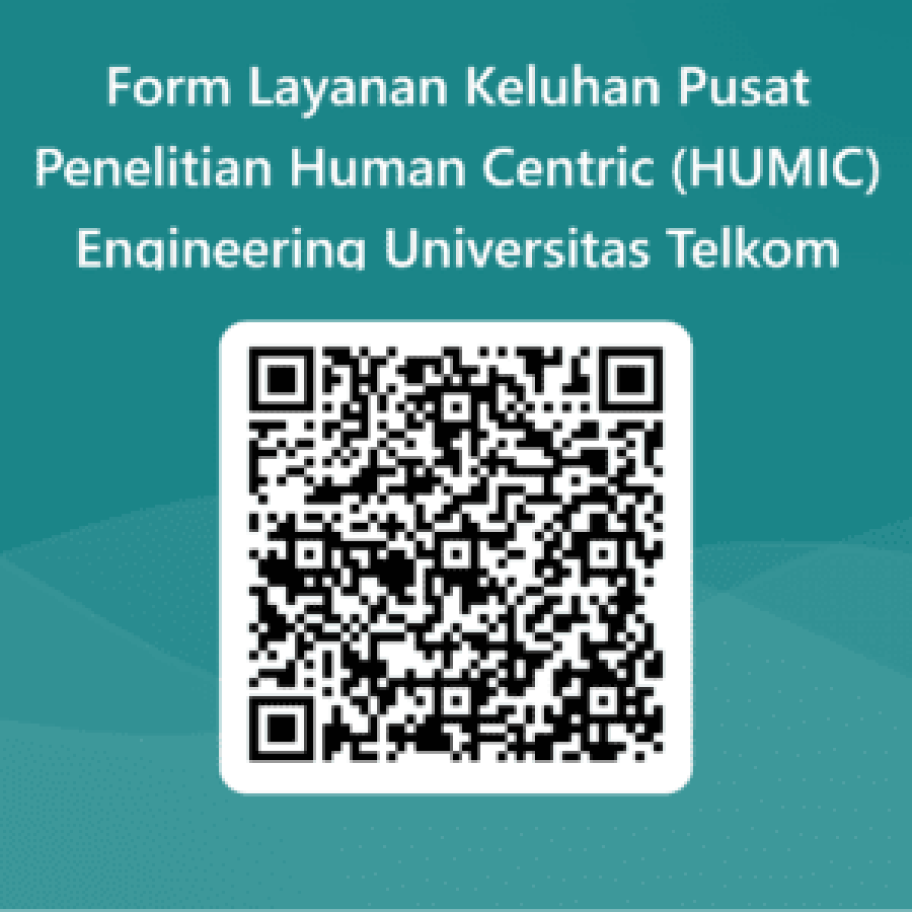 Form Layanan Keluhan Pusat
Penelitian Human Centric (HUMIC)
Engineering Universitas Telkom